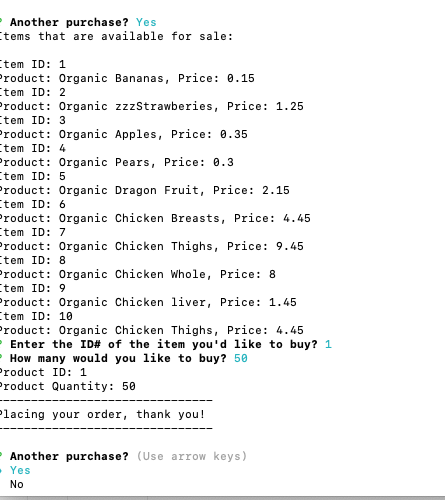 ? Another purchase? Yes
Items that are available for sale:
Item ID: 1
Product: Organic Bananas, Price: 0.15
Item ID: 2
Product: Organic zzzStrawberies, Price: 1.25
Item ID: 3
Product: Organic Apples, Price: 0.35
Item ID: 4
Product: Organic Pears, Price: 0.3
Item ID: 5
Product: Organic Dragon Fruit, Price: 2.15
Item ID: 6
Product: Organic Chicken Breasts, Price: 4.45
Item ID: 7
Product: Organic Chicken Thighs, Price: 9.45
Item ID: 8
Product: Organic Chicken Whole, Price: 8
Item ID: 9
Product: Organic Chicken liver, Price: 1.45
Item ID: 10
Product: Organic Chicken Thighs, Price: 4.45
? Enter the ID# of the item you'd like to buy? 1
? How many would you like to buy? 50
Product ID: 1
Product Quantity: 50
-------------------------------
Placing your order, thank you!
-------------------------------
? Another purchase? (Use arrow keys)
Yes
No